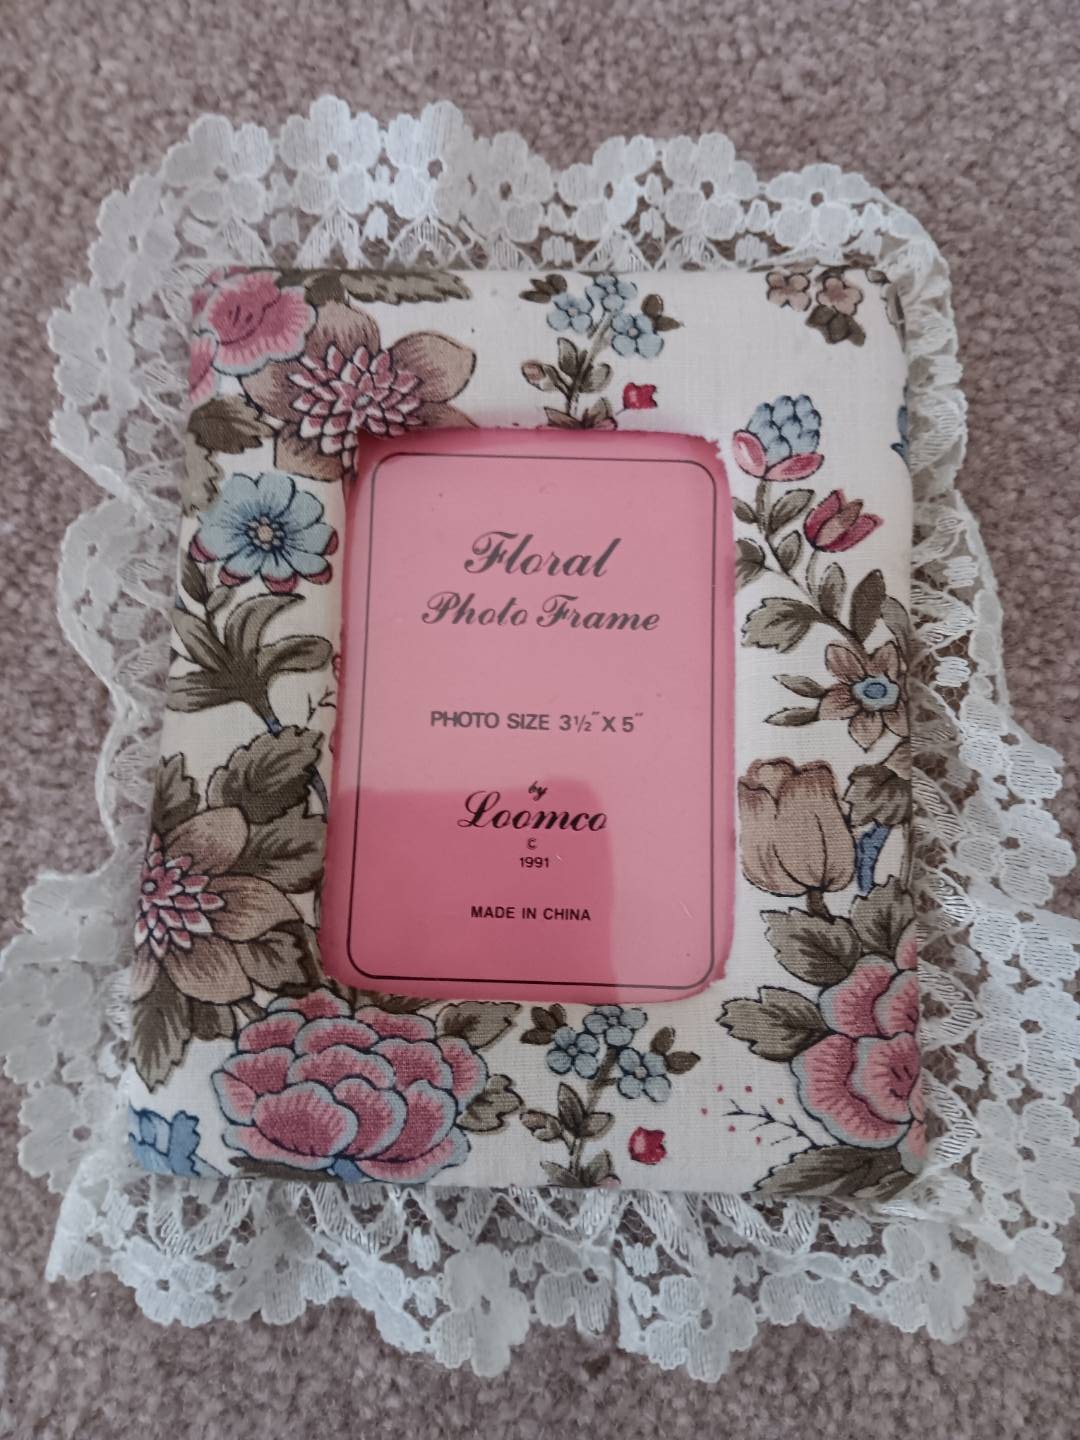 Floral
Photo Frame
PHOTO SIZE 3½" X 5"
by
Loomco
©
1991
MADE IN CHINA